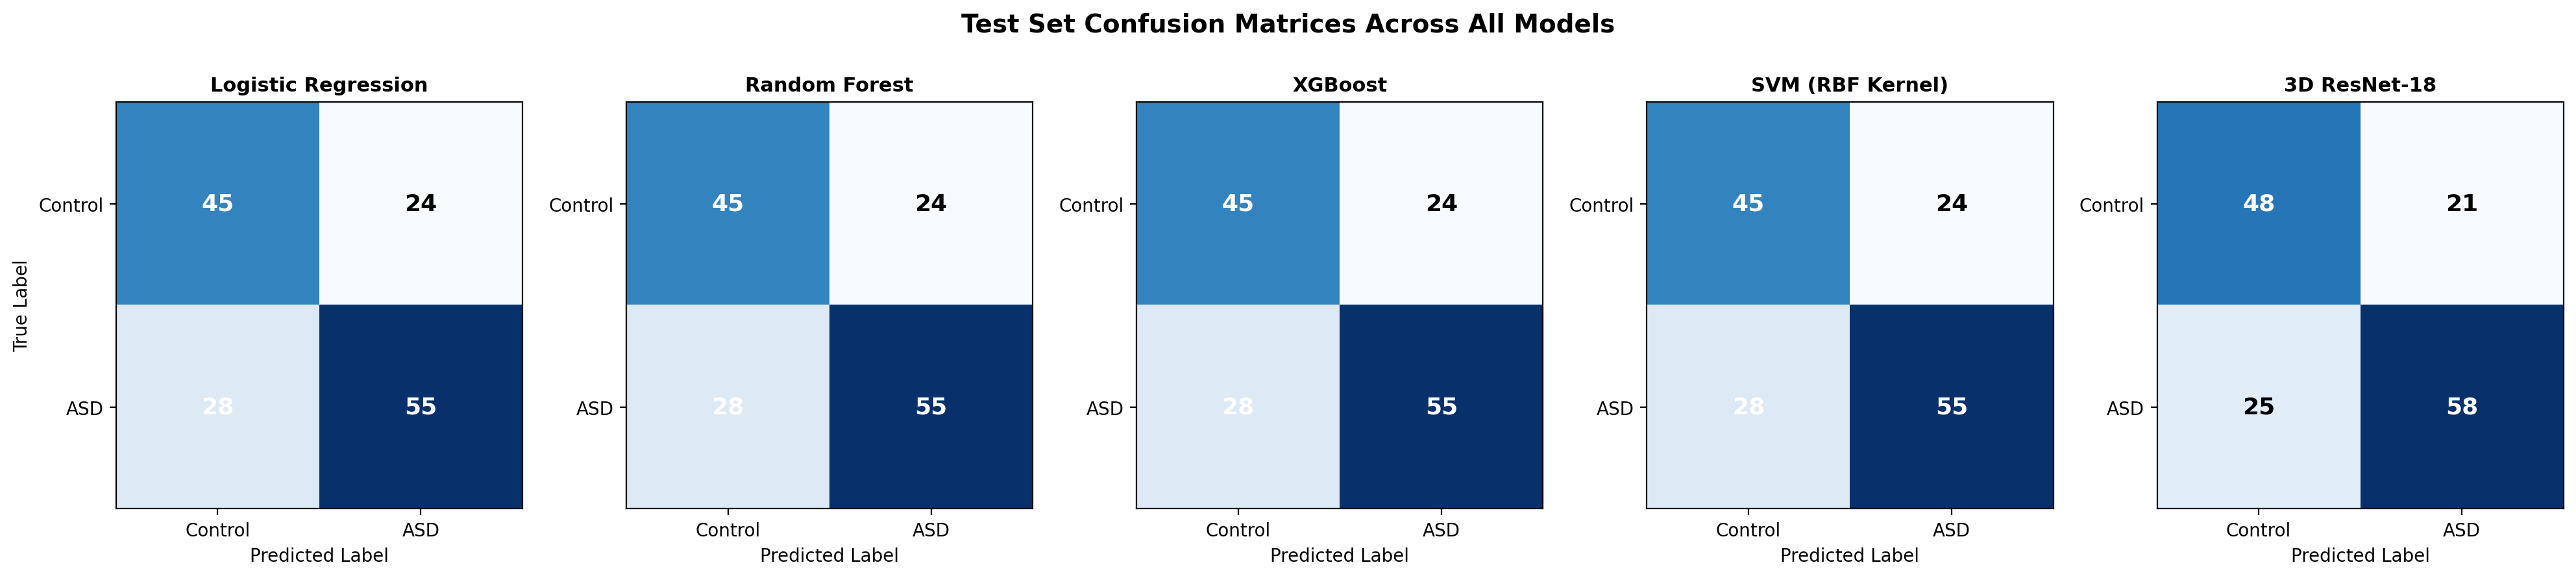 Test Set Confusion Matrices Across All Models
Logistic Regression
Random Forest
XGBoost
SVM (RBF Kernel)
3D ResNet-18
True Label
Control
45
24
ASD
28
55
Control
ASD
Predicted Label
Control
45
24
ASD
28
55
Control
ASD
Predicted Label
Control
45
24
ASD
28
55
Control
ASD
Predicted Label
Control
45
24
ASD
28
55
Control
ASD
Predicted Label
Control
48
21
ASD
25
58
Control
ASD
Predicted Label